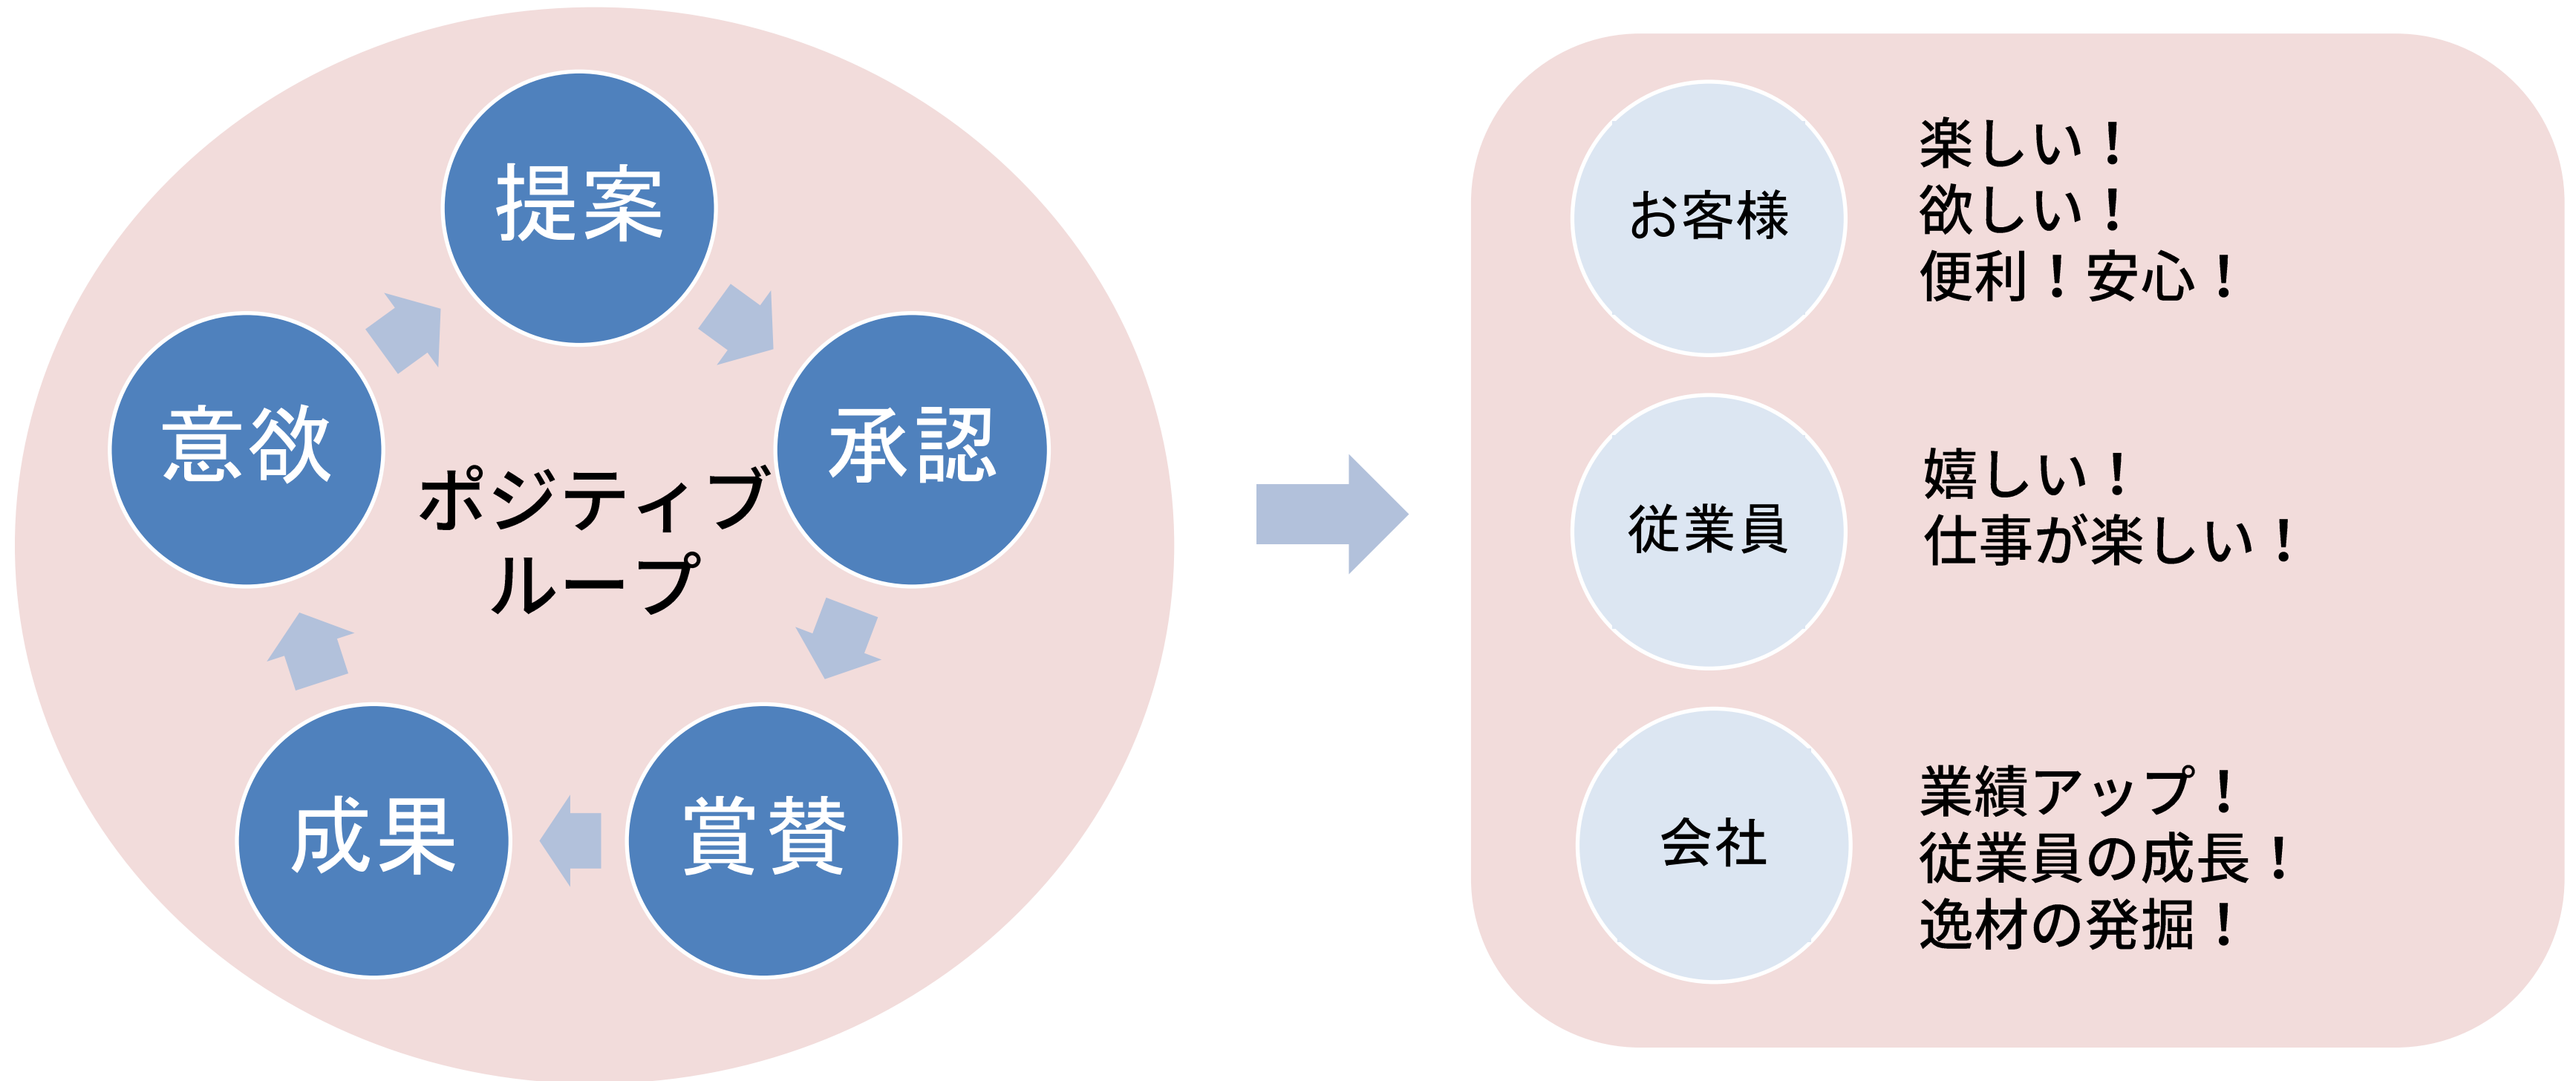 提案
承認
賞賛
成果
意欲
ポジティブ
ループ
お客様
楽しい！
欲しい！
便利！安心！
従業員
嬉しい！
仕事が楽しい！
会社
業績アップ！
従業員の成長！
逸材の発掘！